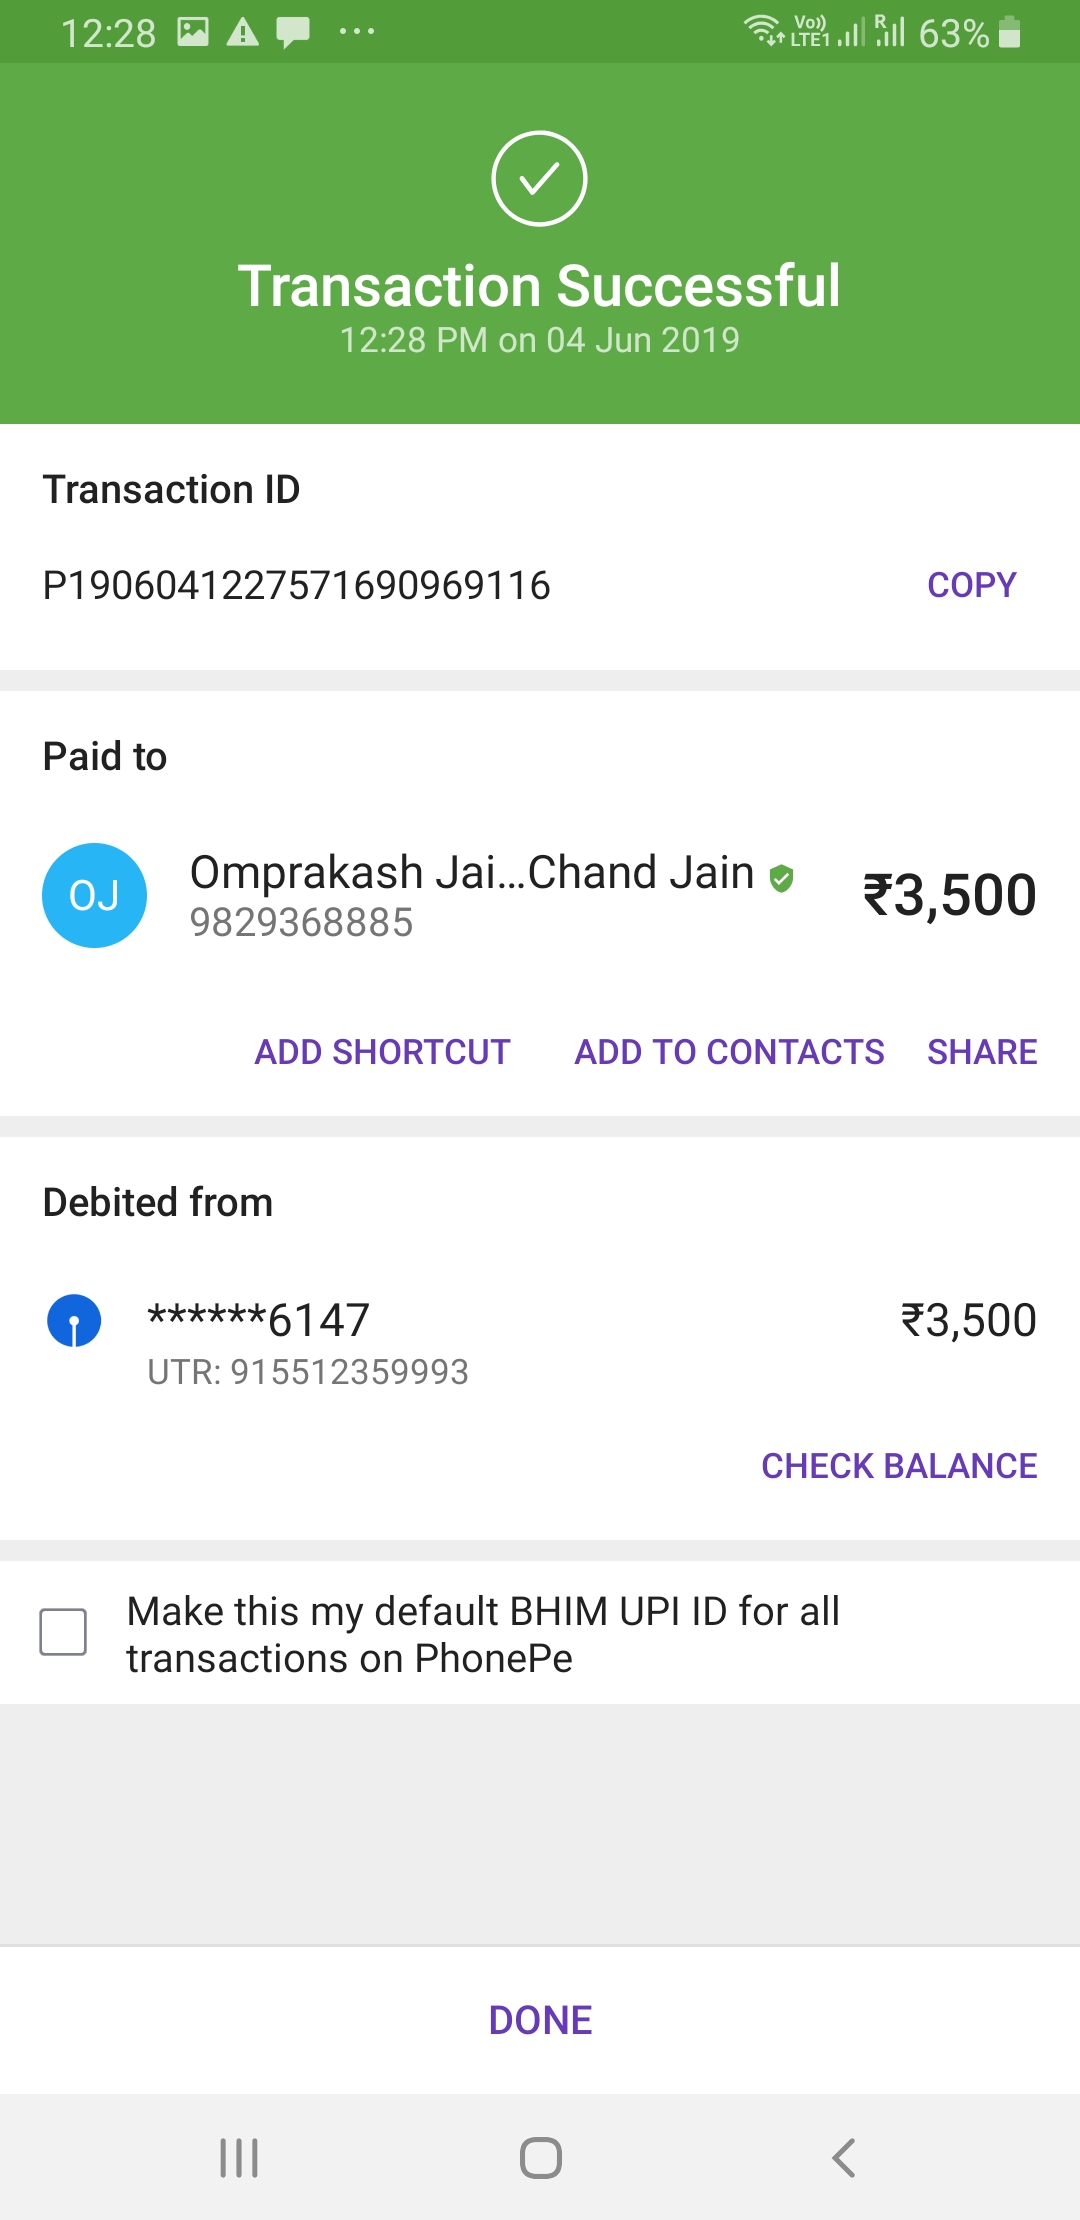 12:28
Vo)) LTE1 R 63%
Transaction Successful
12:28 PM on 04 Jun 2019
Transaction ID
P1906041227571690969116 COPY
Paid to
OJ Omprakash Jai...Chand Jain ₹3,500
9829368885
ADD SHORTCUT ADD TO CONTACTS SHARE
Debited from
******6147 ₹3,500
UTR: 915512359993
CHECK BALANCE
Make this my default BHIM UPI ID for all
transactions on PhonePe
DONE